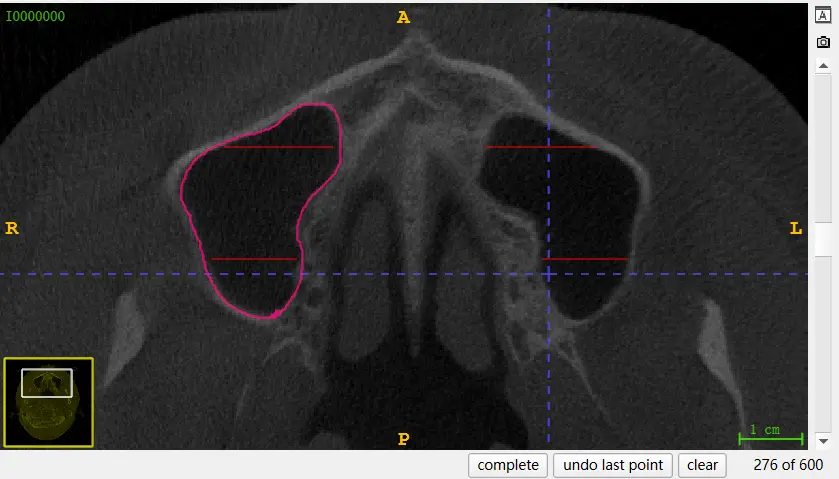 I0000000
A
A
R
L
1 cm
P
complete
undo last point
clear
276 of 600